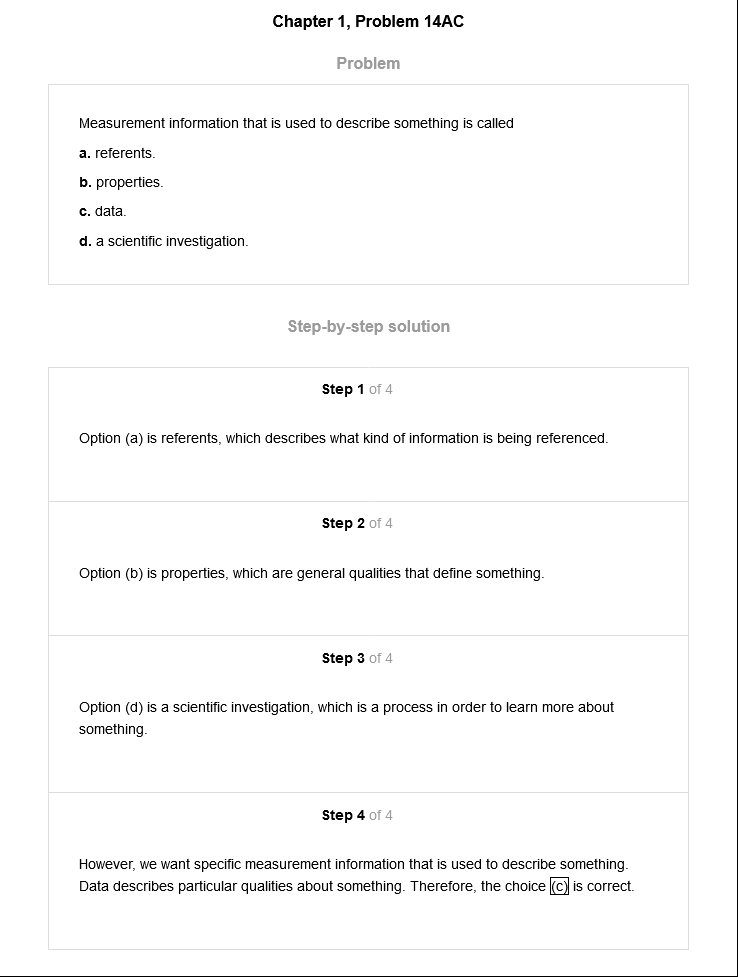 Chapter 1, Problem 14AC
Problem
Measurement information that is used to describe something is called
a. referents.
b. properties.
c. data.
d. a scientific investigation.
Step-by-step solution
Step 1 of 4
Option (a) is referents, which describes what kind of information is being referenced.
Step 2 of 4
Option (b) is properties, which are general qualities that define something.
Step 3 of 4
Option (d) is a scientific investigation, which is a process in order to learn more about
something.
Step 4 of 4
However, we want specific measurement information that is used to describe something.
Data describes particular qualities about something. Therefore, the choice (c) is correct.